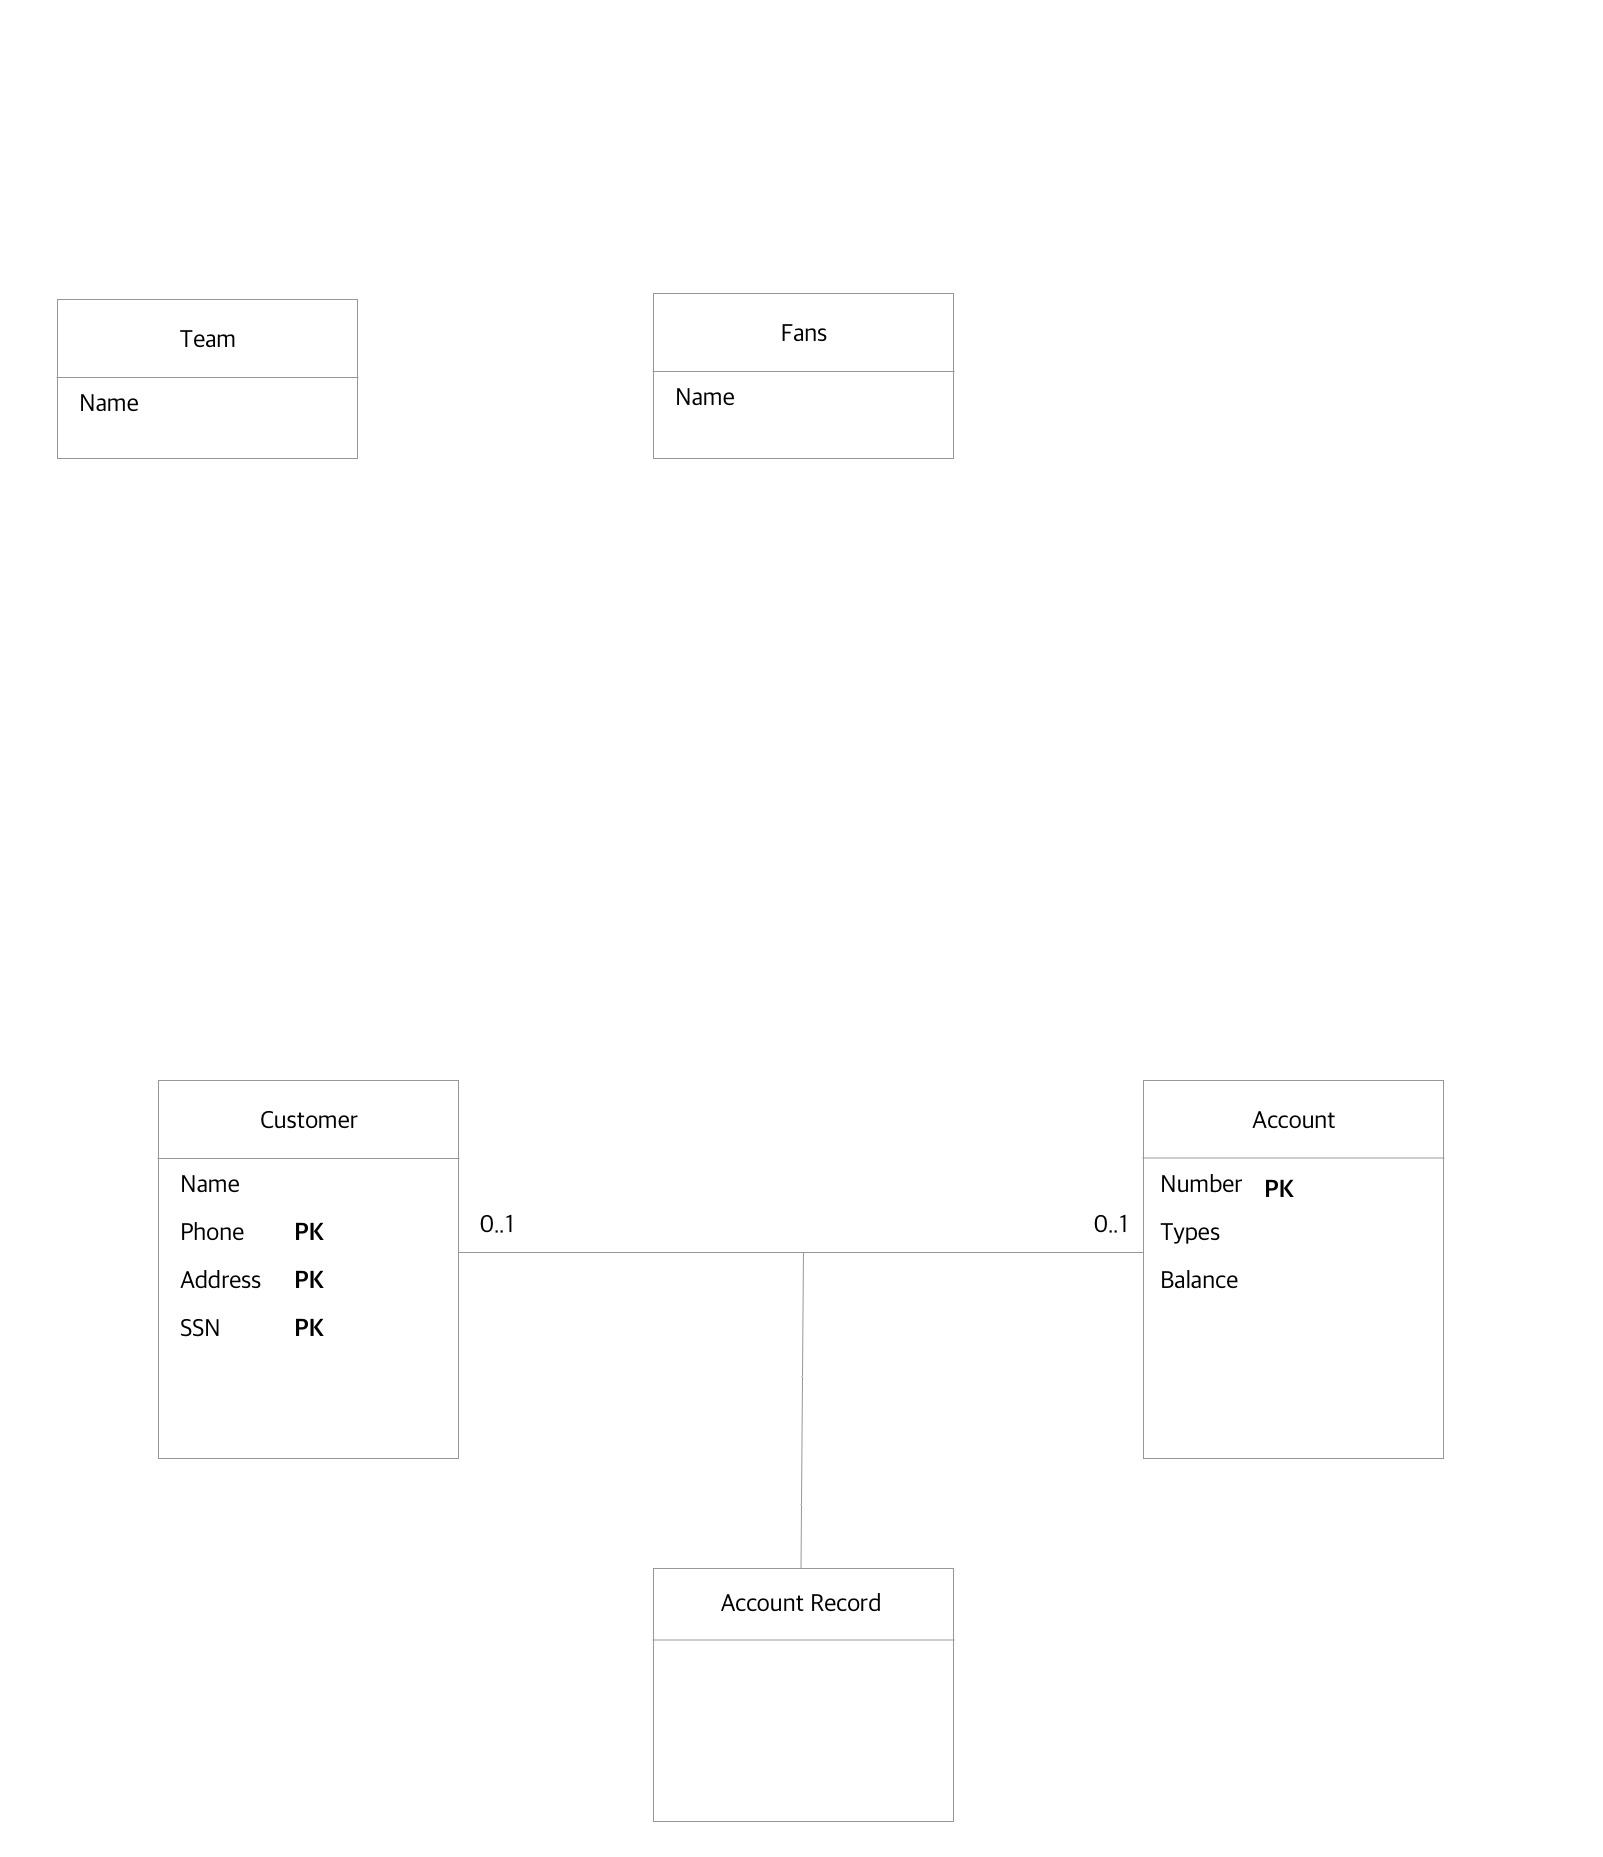 Team
Name
Fans
Name
Customer
Name
Phone PK
Address PK
SSN PK
0..1
0..1
Account
Number PK
Types
Balance
Account Record